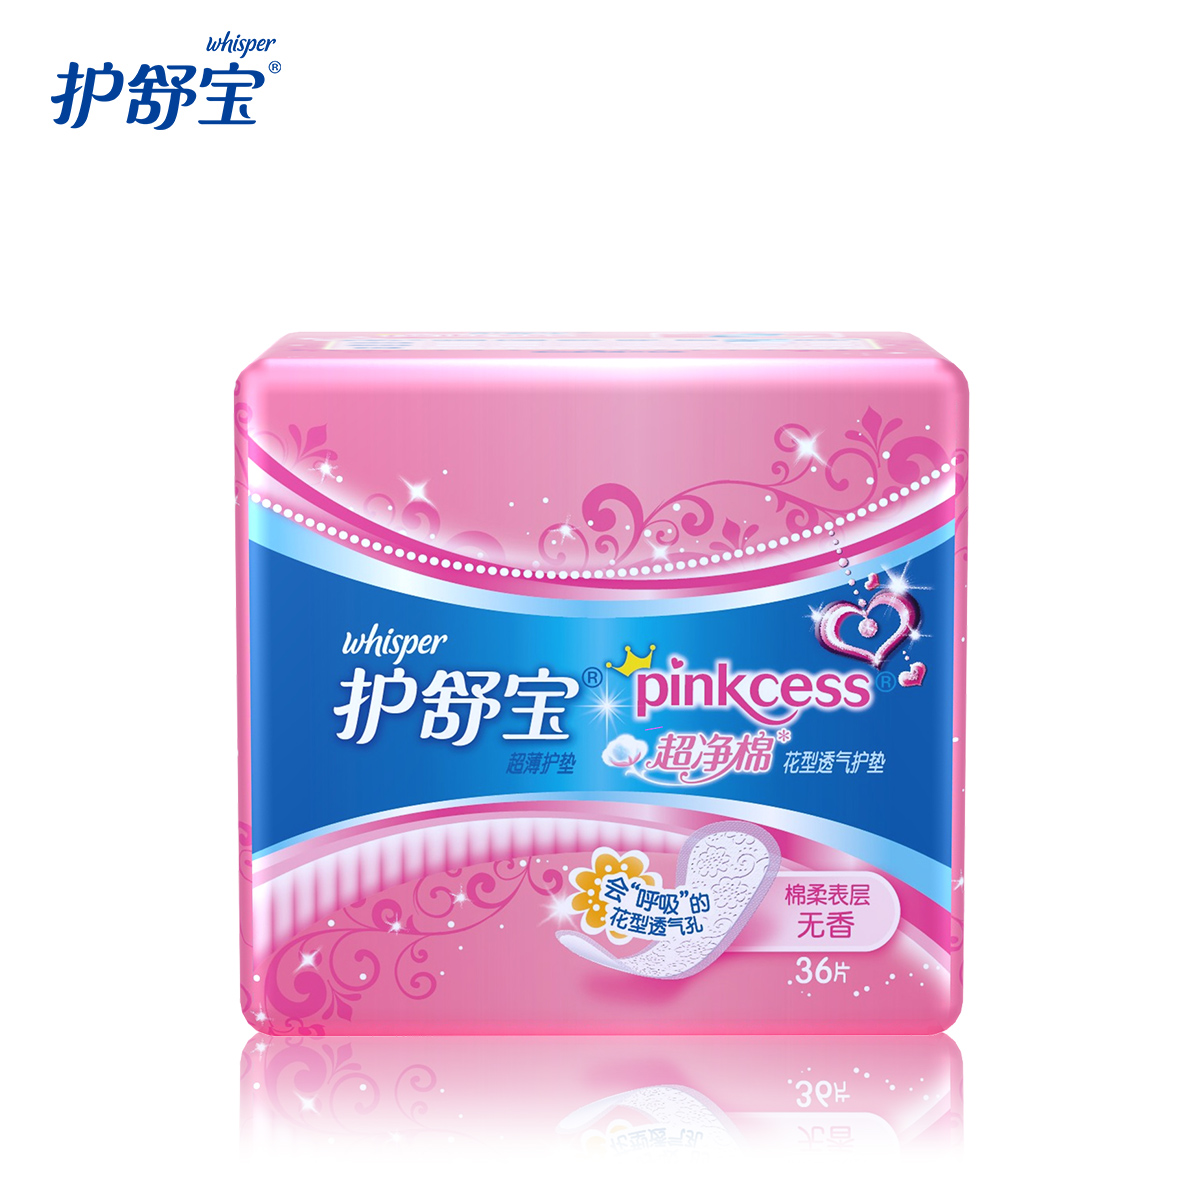 whisper
护舒宝®
whisper
护舒宝®
超薄护垫
pinkcess®
超净棉*
花型透气护垫
会“呼吸”的
花型透气孔
棉柔表层
无香
36片